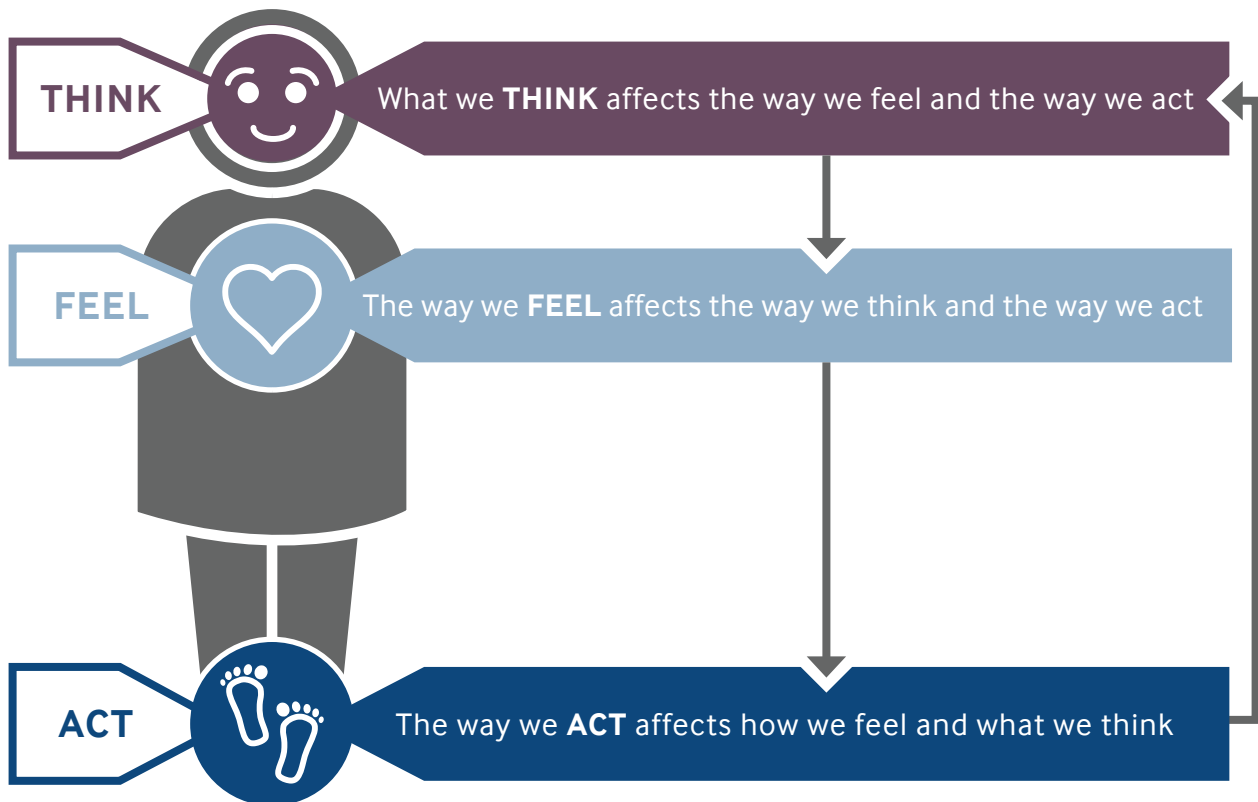 THINK
What we THINK affects the way we feel and the way we act
FEEL
The way we FEEL affects the way we think and the way we act
ACT
The way we ACT affects how we feel and what we think